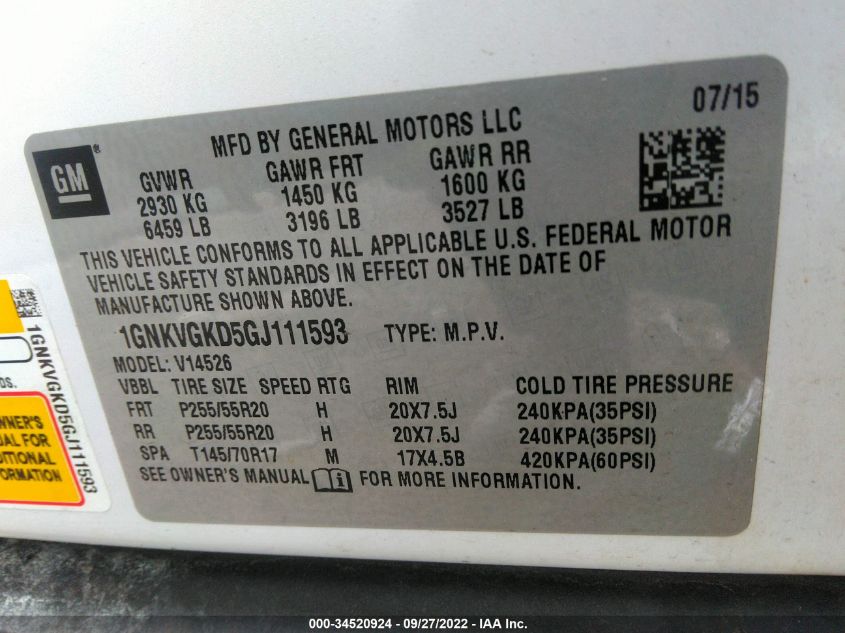 07/15
MFD BY GENERAL MOTORS LLC
GM®
GVWR GAWR FRT GAWR RR
2930 KG 1450 KG 1600 KG
6459 LB 3196 LB 3527 LB
THIS VEHICLE CONFORMS TO ALL APPLICABLE U.S. FEDERAL MOTOR
VEHICLE SAFETY STANDARDS IN EFFECT ON THE DATE OF
MANUFACTURE SHOWN ABOVE.
1GNKVGKD5GJ111593 TYPE: M.P.V.
MODEL: V14526
VBBL TIRE SIZE SPEED RTG RIM COLD TIRE PRESSURE
FRT P255/55R20 H 20X7.5J 240KPA(35PSI)
RR P255/55R20 H 20X7.5J 240KPA(35PSI)
SPA T145/70R17 M 17X4.5B 420KPA(60PSI)
SEE OWNER'S MANUAL i FOR MORE INFORMATION.
1GNKVGKD5GJ111593
DS.
OWNER'S
UAL FOR
DITIONAL
ORMATION
000-34520924 - 09/27/2022 - IAA Inc.